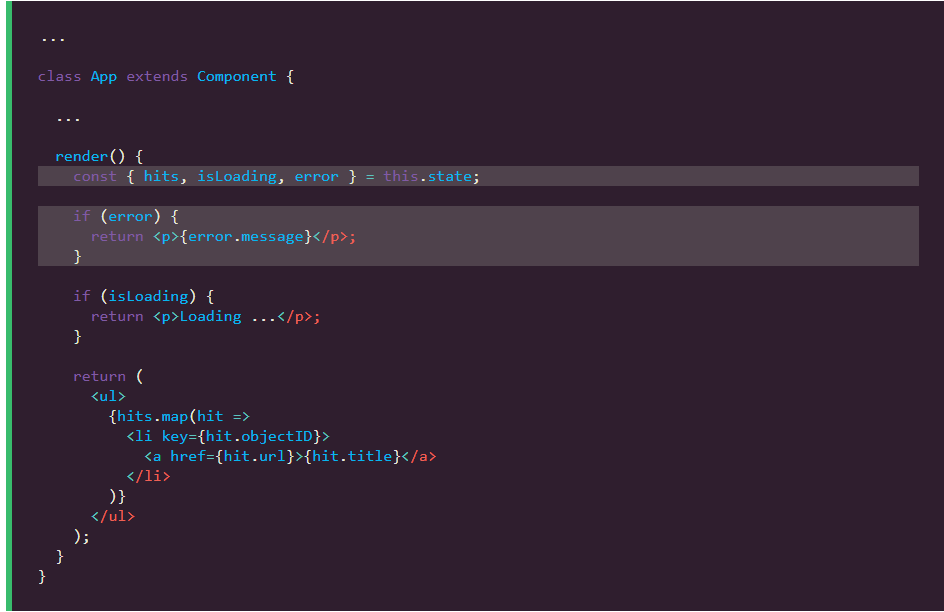 ...
class App extends Component {
  ...
  render() {
    const { hits, isLoading, error } = this.state;
    if (error) {
      return <p>{error.message}</p>;
    }
    if (isLoading) {
      return <p>Loading ...</p>;
    }
    return (
      <ul>
        {hits.map(hit =>
          <li key={hit.objectID}>
            <a href={hit.url}>{hit.title}</a>
          </li>
        )}
      </ul>
    );
  }
}